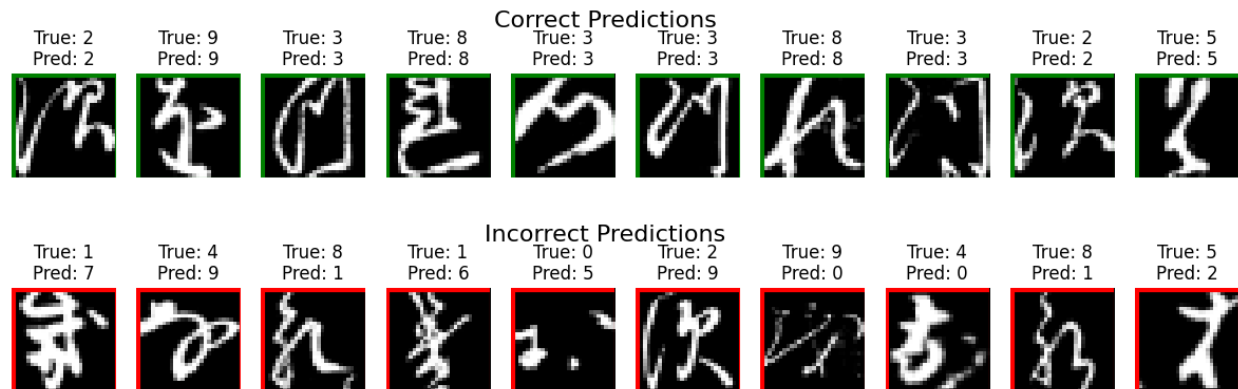 Correct Predictions
True: 2 True: 9 True: 3 True: 8 True: 3 True: 3 True: 8 True: 3 True: 2 True: 5
Pred: 2 Pred: 9 Pred: 3 Pred: 8 Pred: 3 Pred: 3 Pred: 8 Pred: 3 Pred: 2 Pred: 5
Incorrect Predictions
True: 1 True: 4 True: 8 True: 1 True: 0 True: 2 True: 9 True: 4 True: 8 True: 5
Pred: 7 Pred: 9 Pred: 1 Pred: 6 Pred: 5 Pred: 9 Pred: 0 Pred: 0 Pred: 1 Pred: 2